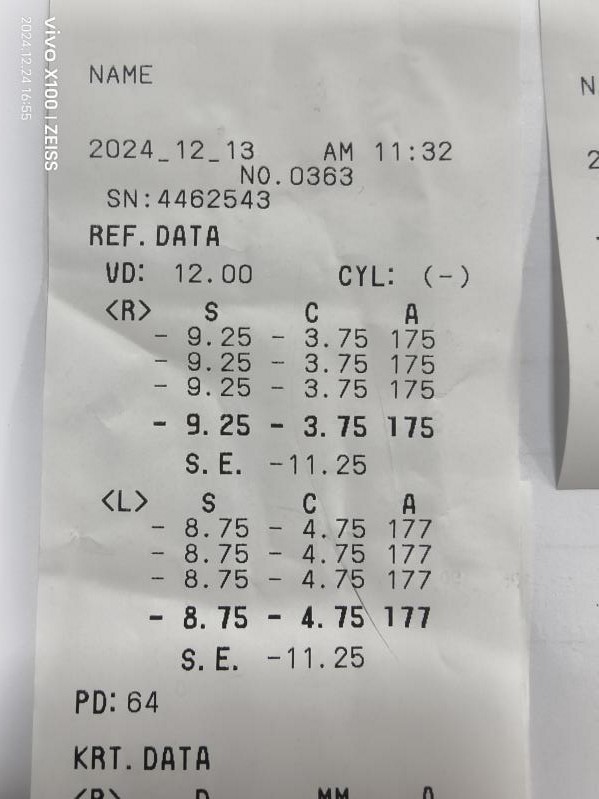 NAME
2024_12_13 AM 11:32
NO.0363
SN:4462543
REF. DATA
VD: 12.00 CYL: (-)
<R> S C A
- 9.25 - 3.75 175
- 9.25 - 3.75 175
- 9.25 - 3.75 175
- 9.25 - 3.75 175
S.E. -11.25
<L> S C A
- 8.75 - 4.75 177
- 8.75 - 4.75 177
- 8.75 - 4.75 177
- 8.75 - 4.75 177
S.E. -11.25
PD: 64
KRT. DATA
<R> D MM A
N
2
vivo X100 | ZEISS
2024.12.24 16:55